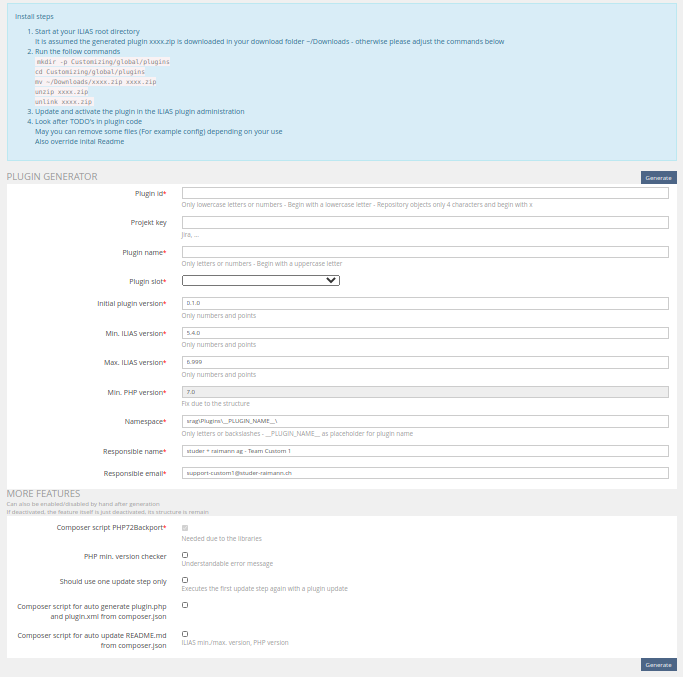 Install steps
1. Start at your ILIAS root directory
It is assumed the generated plugin xxxx.zip is downloaded in your download folder ~/Downloads - otherwise please adjust the commands below
2. Run the follow commands
mkdir -p Customizing/global/plugins
cd Customizing/global/plugins
mv ~/Downloads/xxxx.zip xxxx.zip
unzip xxxx.zip
unlink xxxx.zip
3. Update and activate the plugin in the ILIAS plugin administration
4. Look after TODO's in plugin code
May you can remove some files (For example config) depending on your use
Also override inital Readme
PLUGIN GENERATOR
Generate
Plugin id*
Only lowercase letters or numbers - Begin with a lowercase letter - Repository objects only 4 characters and begin with x
Projekt key
Jira, ...
Plugin name*
Only letters or numbers - Begin with a uppercase letter
Plugin slot*
Initial plugin version* 0.1.0
Only numbers and points
Min. ILIAS version* 5.4.0
Only numbers and points
Max. ILIAS version* 6.999
Only numbers and points
Min. PHP version* 7.0
Fix due to the structure
Namespace* srag\Plugins\__PLUGIN_NAME__\
Only letters or backslashes - __PLUGIN_NAME__ as placeholder for plugin name
Responsible name* studer + raimann ag - Team Custom 1
Responsible email* support-custom1@studer-raimann.ch
MORE FEATURES
Can also be enabled/disabled by hand after generation
If deactivated, the feature itself is just deactivated, its structure is remain
Composer script PHP72Backport*
Needed due to the libraries
PHP min. version checker
Understandable error message
Should use one update step only
Executes the first update step again with a plugin update
Composer script for auto generate plugin.php
and plugin.xml from composer.json
Composer script for auto update README.md
from composer.json
ILIAS min./max. version, PHP version
Generate